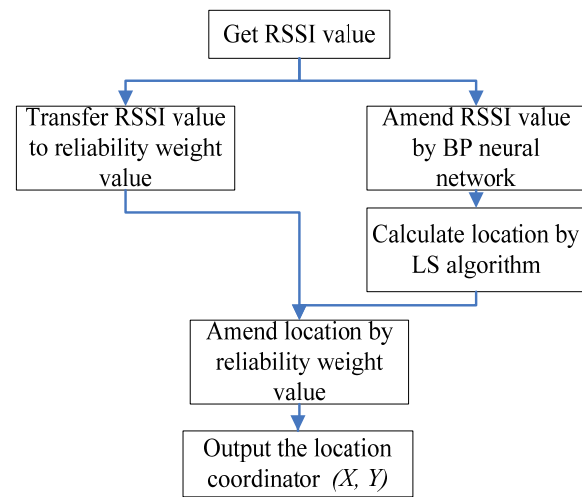 Get RSSI value
Transfer RSSI value
to reliability weight
value
Amend RSSI value
by BP neural
network
Calculate location by
LS algorithm
Amend location by
reliability weight
value
Output the location
coordinator (X, Y)